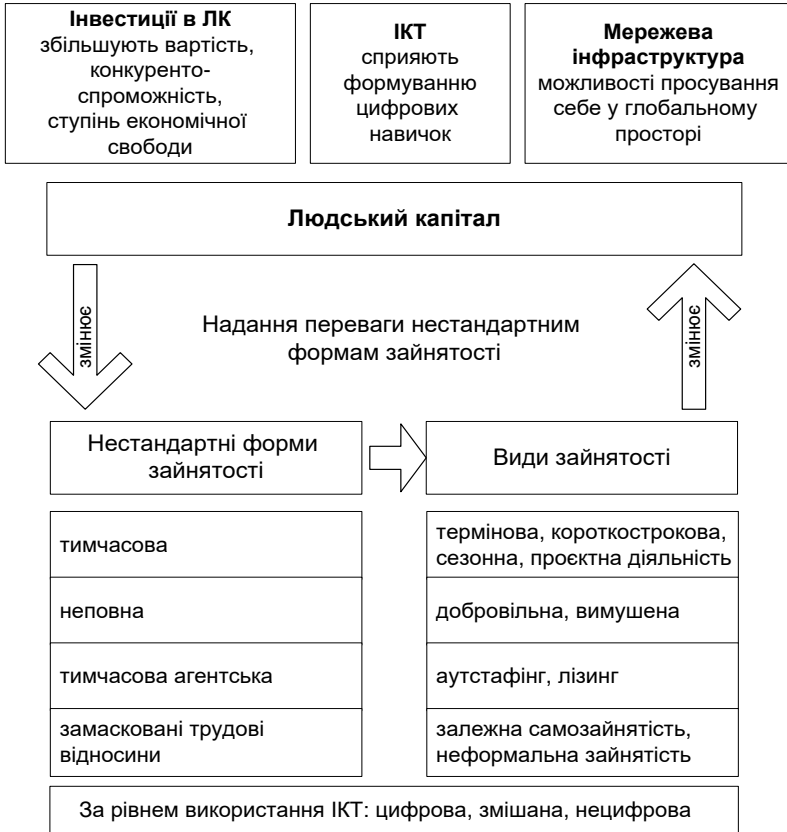 Інвестиції в ЛК
збільшують вартість,
конкуренто-
спроможність,
ступінь економічної
свободи
ІКТ
сприяють
формуванню
цифрових
навичок
Мережева
інфраструктура
можливості просування
себе у глобальному
просторі
Людський капітал
змінює
Надання переваги нестандартним
формам зайнятості
змінює
Нестандартні форми
зайнятості
Види зайнятості
тимчасова
термінова, короткострокова,
сезонна, проєктна діяльність
неповна
добровільна, вимушена
тимчасова агентська
аутстафінг, лізинг
замасковані трудові
відносини
залежна самозайнятість,
неформальна зайнятість
За рівнем використання ІКТ: цифрова, змішана, нецифрова